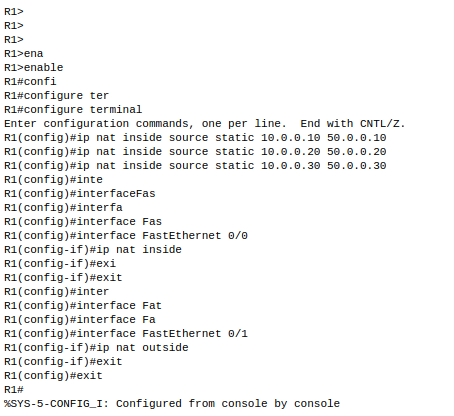 R1>
R1>
R1>
R1>ena
R1>enable
R1#confi
R1#configure ter
R1#configure terminal
Enter configuration commands, one per line.  End with CNTL/Z.
R1(config)#ip nat inside source static 10.0.0.10 50.0.0.10
R1(config)#ip nat inside source static 10.0.0.20 50.0.0.20
R1(config)#ip nat inside source static 10.0.0.30 50.0.0.30
R1(config)#inte
R1(config)#interfaceFas
R1(config)#interfa
R1(config)#interface Fas
R1(config)#interface FastEthernet 0/0
R1(config-if)#ip nat inside
R1(config-if)#exi
R1(config-if)#exit
R1(config)#inter
R1(config)#interface Fat
R1(config)#interface Fa
R1(config)#interface FastEthernet 0/1
R1(config-if)#ip nat outside
R1(config-if)#exit
R1(config)#exit
R1#
%SYS-5-CONFIG_I: Configured from console by console